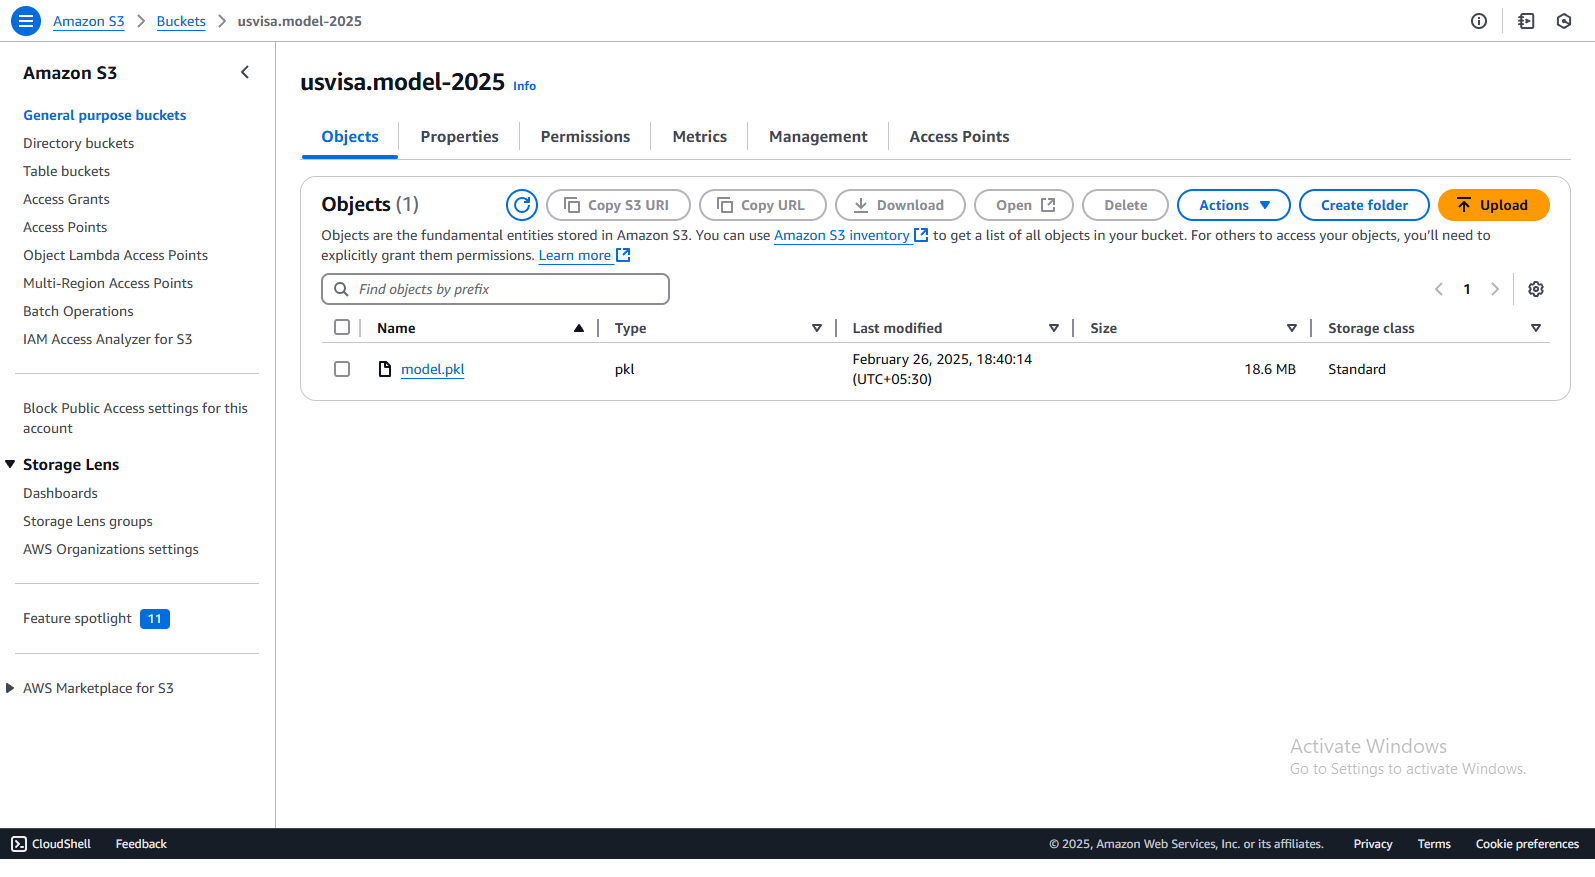 Amazon S3 > Buckets > usvisa.model-2025
Amazon S3
General purpose buckets
Directory buckets
Table buckets
Access Grants
Access Points
Object Lambda Access Points
Multi-Region Access Points
Batch Operations
IAM Access Analyzer for S3
Block Public Access settings for this
account
Storage Lens
Dashboards
Storage Lens groups
AWS Organizations settings
Feature spotlight 11
AWS Marketplace for S3
usvisa.model-2025 Info
Objects Properties Permissions Metrics Management Access Points
Objects (1) Copy S3 URI Copy URL Download Open Delete Actions Create folder Upload
Objects are the fundamental entities stored in Amazon S3. You can use Amazon S3 inventory to get a list of all objects in your bucket. For others to access your objects, you’ll need to
explicitly grant them permissions. Learn more
Find objects by prefix
1
Name Type Last modified Size Storage class
model.pkl pkl February 26, 2025, 18:40:14
(UTC+05:30) 18.6 MB Standard
Activate Windows
Go to Settings to activate Windows.
CloudShell Feedback © 2025, Amazon Web Services, Inc. or its affiliates. Privacy Terms Cookie preferences